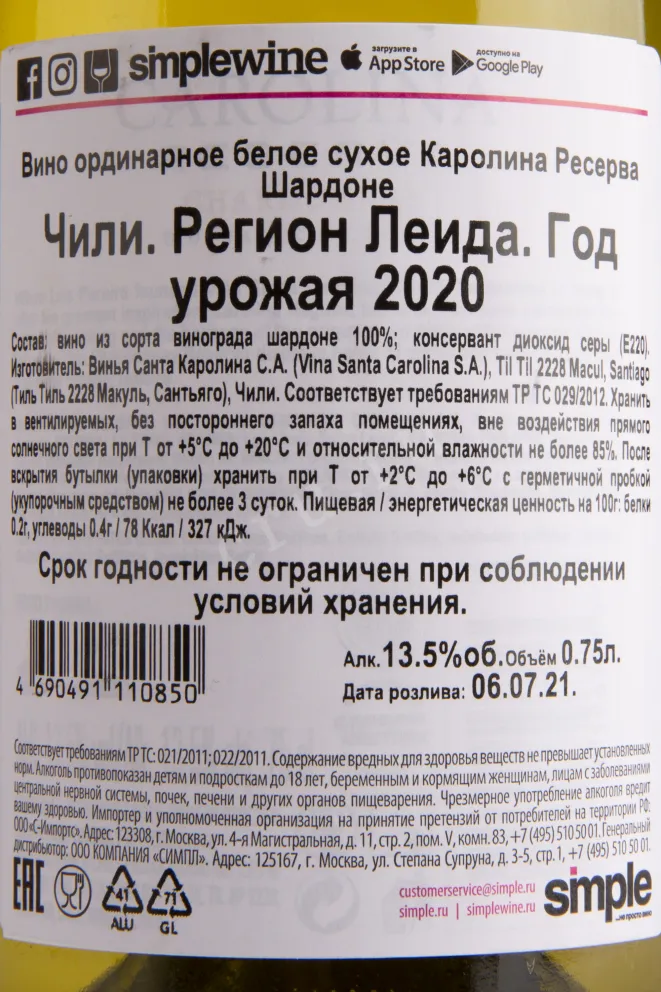 simplewine загрузите в App Store доступно на Google Play
Вино ординарное белое сухое Каролина Ресерва
Шардоне
Чили. Регион Леида. Год
урожая 2020
Состав: вино из сорта винограда шардоне 100%; консервант диоксид серы (Е220).
Изготовитель: Винья Санта Каролина С.А. (Vina Santa Carolina S.A.), Til Til 2228 Macul, Santiago
(Тиль Тиль 2228 Макуль, Сантьяго), Чили. Соответствует требованиям ТР ТС 029/2012. Хранить
в вентилируемых, без постороннего запаха помещениях, вне воздействия прямого
солнечного света при Т от +5°С до +20°С и относительной влажности не более 85%. После
вскрытия бутылки (упаковки) хранить при Т от +2°С до +6°С с герметичной пробкой
(укупорочным средством) не более 3 суток. Пищевая / энергетическая ценность на 100г: белки
0.2г, углеводы 0.4г / 78 Ккал / 327 кДж.
Срок годности не ограничен при соблюдении
условий хранения.
4 690491 110850
Алк. 13.5%об. Объём 0.75л.
Дата розлива: 06.07.21.
Соответствует требованиям ТР ТС: 021/2011; 022/2011. Содержание вредных для здоровья веществ не превышает установленных
норм. Алкоголь противопоказан детям и подросткам до 18 лет, беременным и кормящим женщинам, лицам с заболеваниями
центральной нервной системы, почек, печени и других органов пищеварения. Чрезмерное употребление алкоголя вредит
вашему здоровью. Импортер и уполномоченная организация на принятие претензий от потребителей на территории РФ:
ООО «С-Импортс». Адрес: 123308, г. Москва, ул. 4-я Магистральная, д. 11, стр. 2, пом. V, комн. 83, +7 (495) 510 50 01. Генеральный
дистрибьютор: ООО КОМПАНИЯ «СИМПЛ». Адрес: 125167, г. Москва, ул. Степана Супруна, д. 3-5, стр.1, +7 (495) 510 50 01.
EAC 41 ALU 71 GL
customerservice@simple.ru
simple.ru | simplewine.ru
simple
...не просто вино